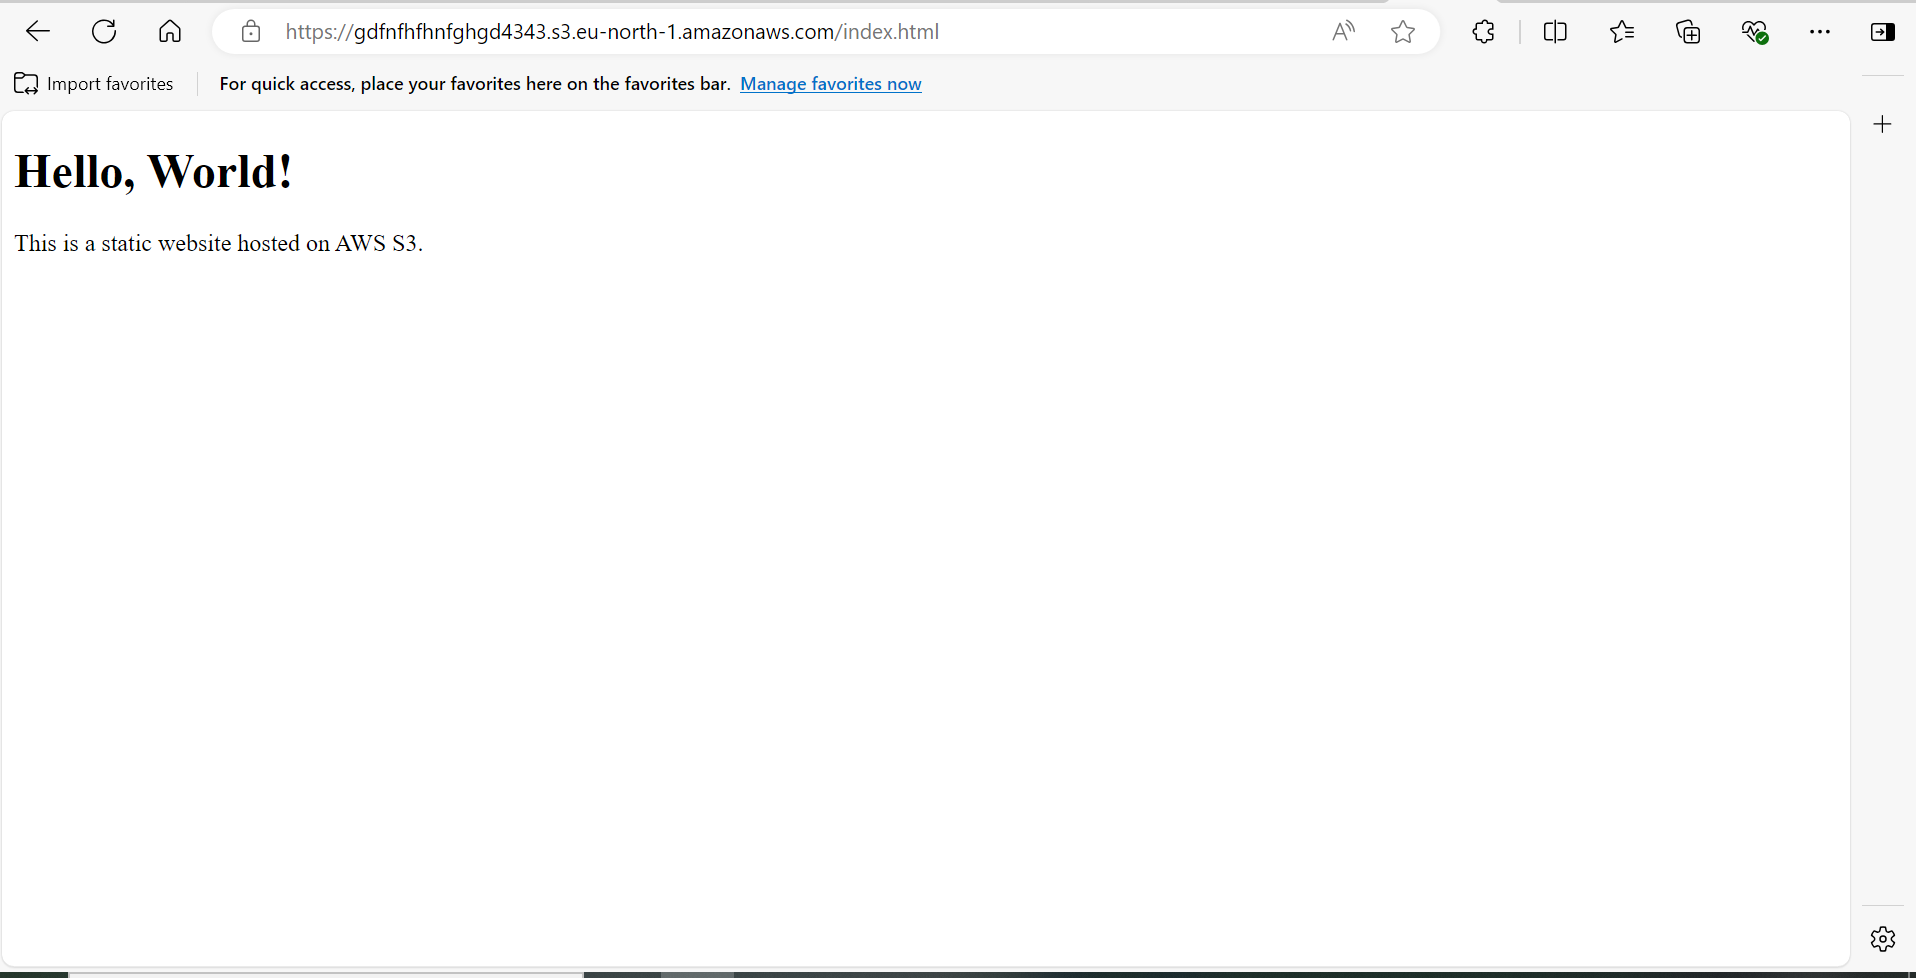 https://gdfnfhfhnfghgd4343.s3.eu-north-1.amazonaws.com/index.html
Import favorites For quick access, place your favorites here on the favorites bar. Manage favorites now
Hello, World!
This is a static website hosted on AWS S3.